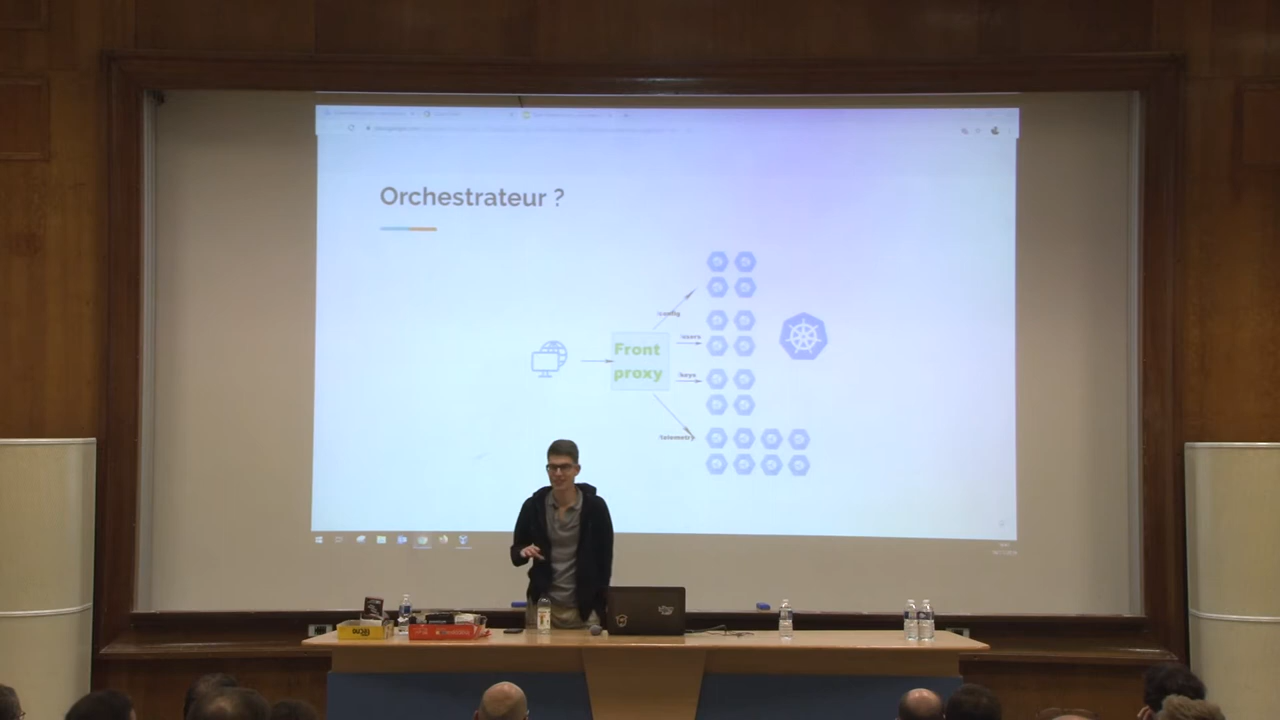 Orchestrateur ?
/config
/users
Front
proxy
/keys
/telemetry